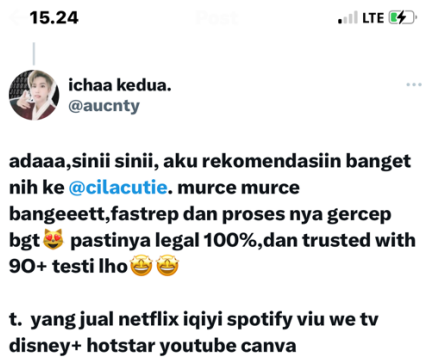 15.24
LTE
Post
ichaa kedua.
@aucnty
adaaa,sinii sinii, aku rekomendasiin banget
nih ke @cilacutie. murce murce
bangeeett,fastrep dan proses nya gercep
bgt😻 pastinya legal 100%,dan trusted with
9O+ testi lho🤩🤩
t.  yang jual netflix iqiyi spotify viu we tv
disney+ hotstar youtube canva